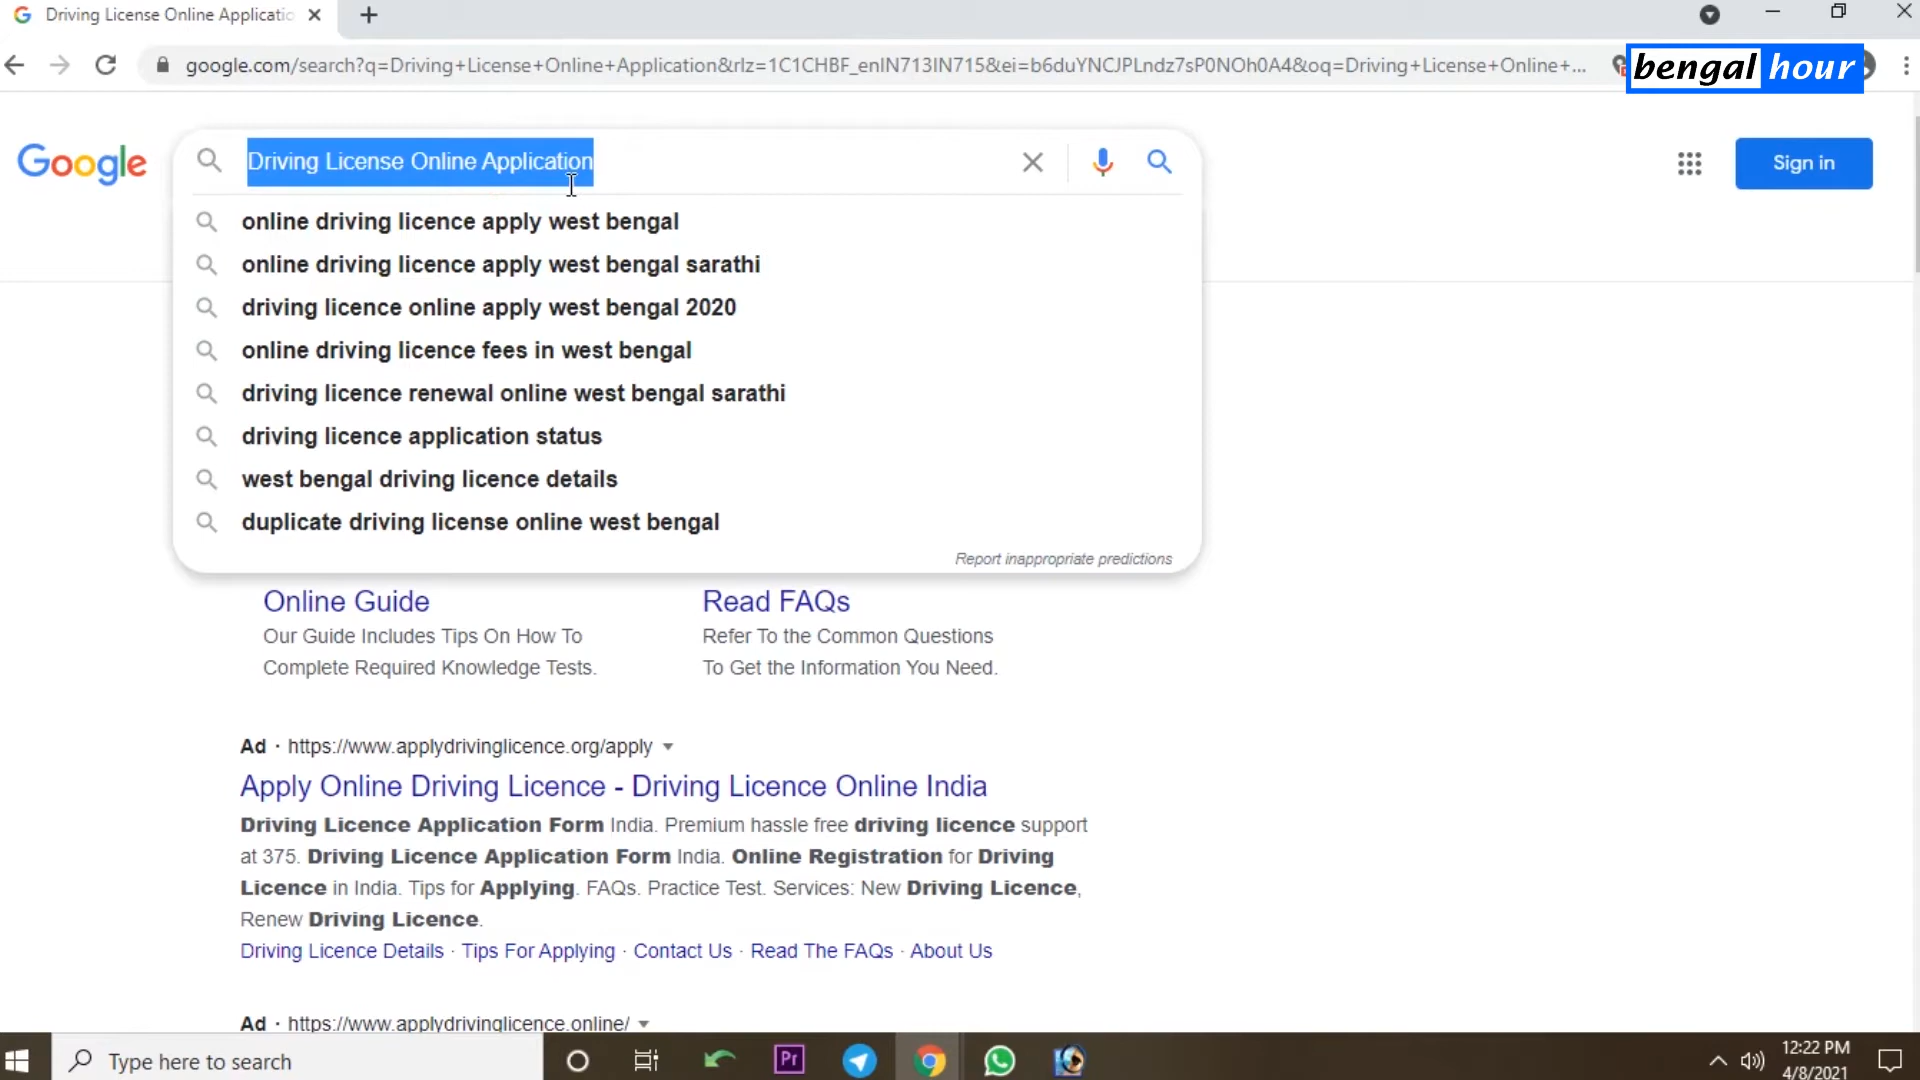 Driving License Online Applicatio
google.com/search?q=Driving+License+Online+Application&rlz=1C1CHBF_enIN713IN715&ei=b6duYNCJPLndz7sP0NOh0A4&oq=Driving+License+Online+...
bengal hour
Google
Driving License Online Application
Sign in
online driving licence apply west bengal
online driving licence apply west bengal sarathi
driving licence online apply west bengal 2020
online driving licence fees in west bengal
driving licence renewal online west bengal sarathi
driving licence application status
west bengal driving licence details
duplicate driving license online west bengal
Report inappropriate predictions
Online Guide
Our Guide Includes Tips On How To
Complete Required Knowledge Tests.
Read FAQs
Refer To the Common Questions
To Get the Information You Need.
Ad · https://www.applydrivinglicence.org/apply
Apply Online Driving Licence - Driving Licence Online India
Driving Licence Application Form India. Premium hassle free driving licence support
at 375. Driving Licence Application Form India. Online Registration for Driving
Licence in India. Tips for Applying. FAQs. Practice Test. Services: New Driving Licence,
Renew Driving Licence.
Driving Licence Details · Tips For Applying · Contact Us · Read The FAQs · About Us
Ad · https://www.applydrivinglicence.online/
Type here to search
Pr
12:22 PM
4/8/2021